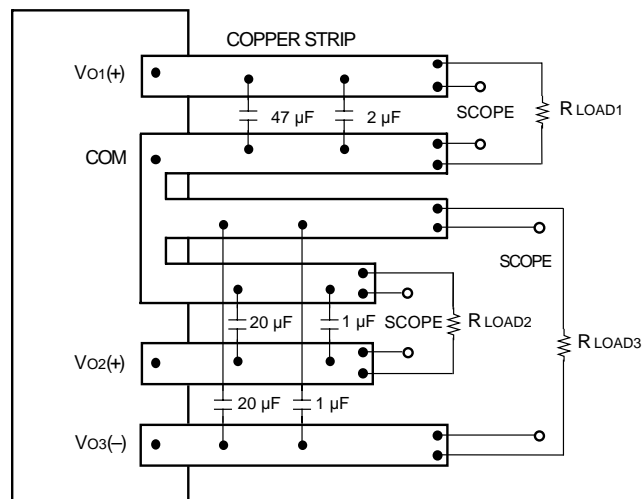 COPPER STRIP
VO1(+)
SCOPE
RLOAD1
47 µF
2 µF
COM
SCOPE
20 µF
1 µF
SCOPE
RLOAD2
RLOAD3
VO2(+)
20 µF
1 µF
VO3(–)